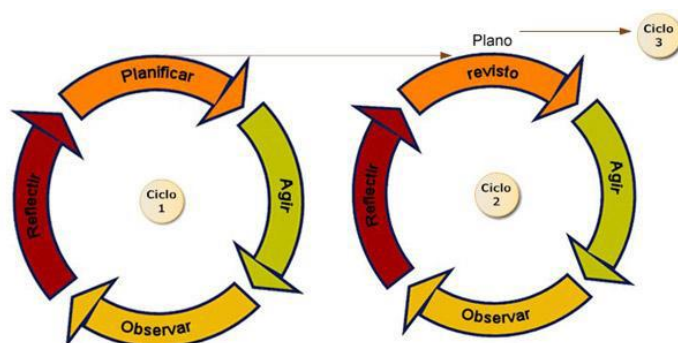 Planificar
Agir
Observar
Reflectir
Ciclo
1
Plano
revisto
Agir
Observar
Reflectir
Ciclo
2
Ciclo
3